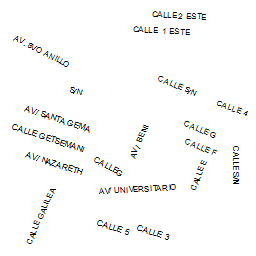 CALLE 2 ESTE
CALLE 1 ESTE
AV. 8VO ANILLO
S/N
CALLE S/N
CALLE 4
AV/ SANTA GEMA
CALLE G
CALLE GETSEMANI
AV/ BENI
CALLE F
AV/ NAZARETH
CALLE G
CALLE E
CALLE S/N
AV/ UNIVERSITARIO
CALLE GALILEA
CALLE 5
CALLE 3